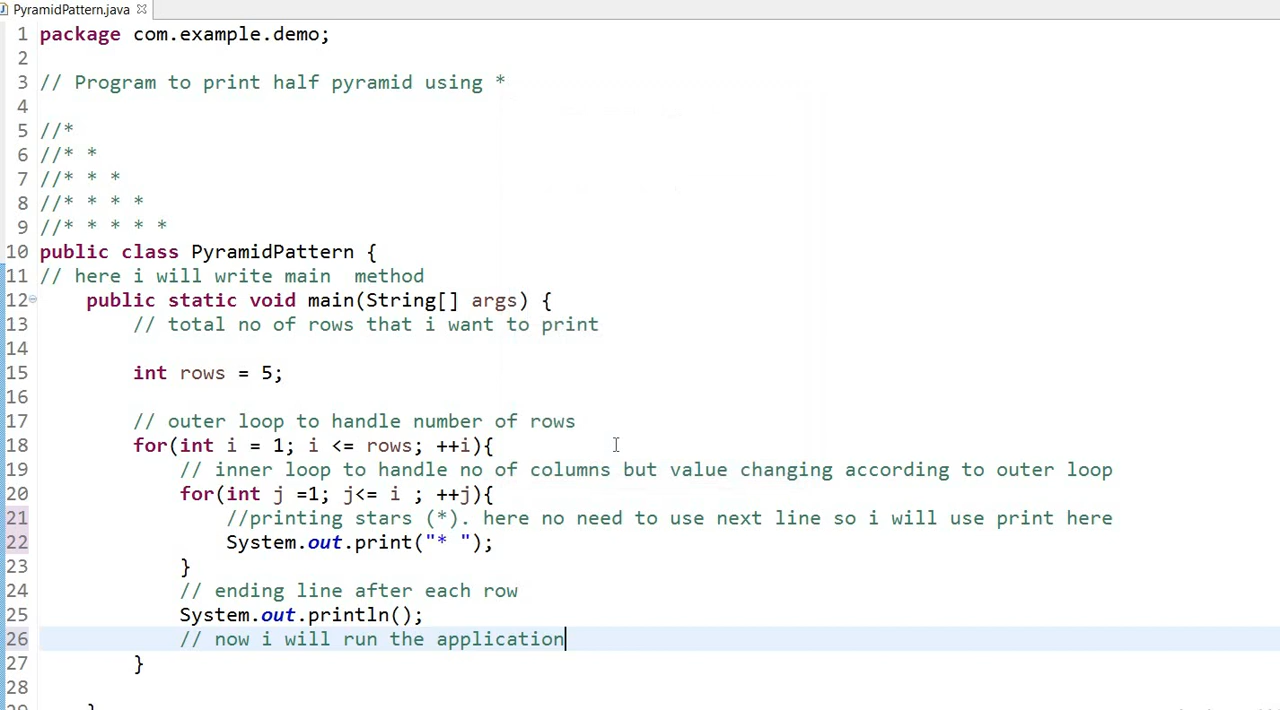 PyramidPattern.java
1 package com.example.demo;
2
3 // Program to print half pyramid using *
4
5 //*
6 //* *
7 //* * *
8 //* * * *
9 //* * * * *
10 public class PyramidPattern {
11 // here i will write main  method
12     public static void main(String[] args) {
13         // total no of rows that i want to print
14
15         int rows = 5;
16
17         // outer loop to handle number of rows
18         for(int i = 1; i <= rows; ++i){
19             // inner loop to handle no of columns but value changing according to outer loop
20             for(int j =1; j<= i ; ++j){
21                 //printing stars (*). here no need to use next line so i will use print here
22                 System.out.print("* ");
23             }
24             // ending line after each row
25             System.out.println();
26             // now i will run the application
27         }
28
29     }